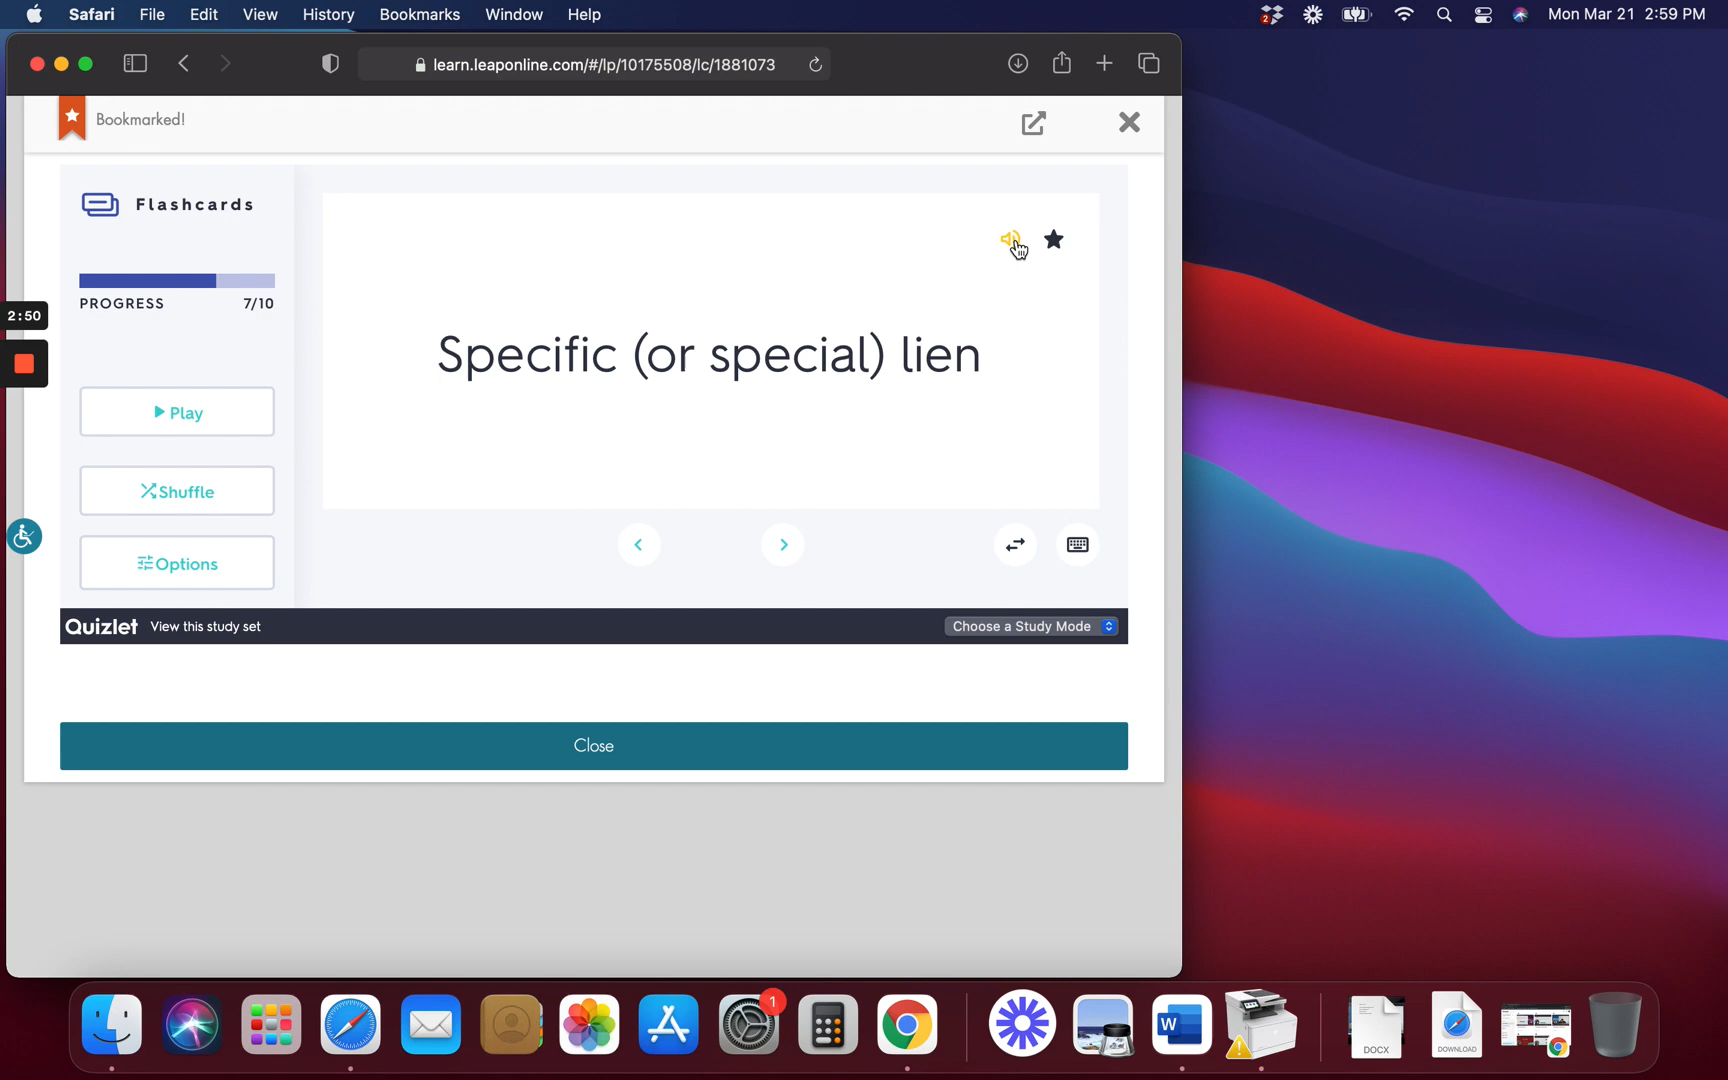 Safari File Edit View History Bookmarks Window Help
2
Mon Mar 21 2:59 PM
learn.leaponline.com/#/lp/10175508/lc/1881073
Bookmarked!
Flashcards
PROGRESS 7/10
2:50
Play
Shuffle
Options
Specific (or special) lien
Quizlet View this study set
Choose a Study Mode
Close
1
W
DOCX
DOWNLOAD